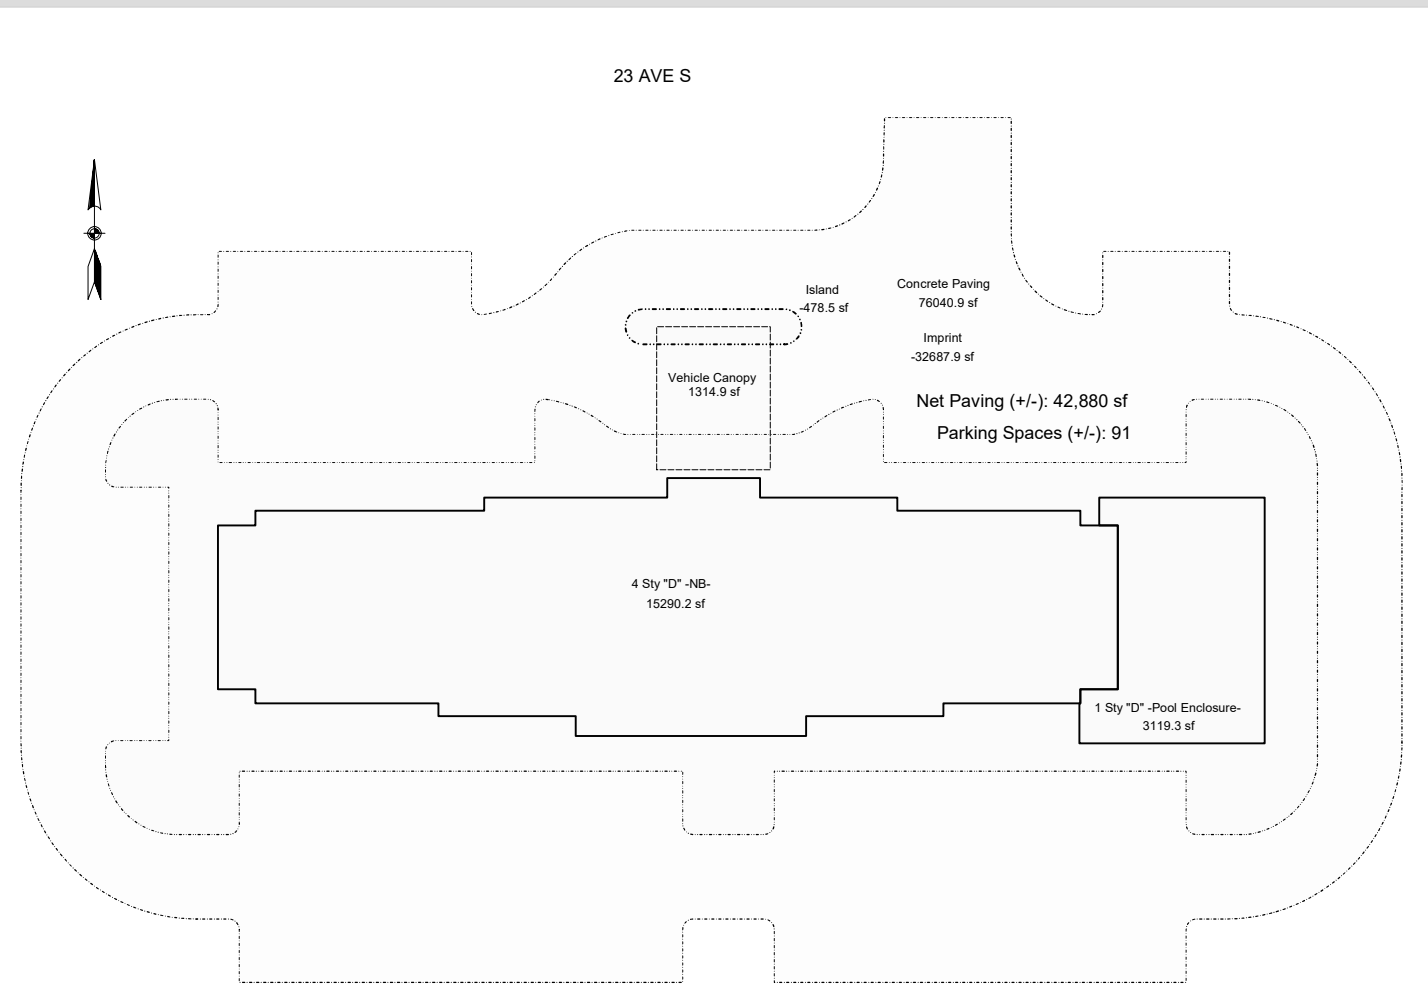 23 AVE S
Island
-478.5 sf
Concrete Paving
76040.9 sf
Imprint
-32687.9 sf
Vehicle Canopy
1314.9 sf
Net Paving (+/-): 42,880 sf
Parking Spaces (+/-): 91
4 Sty "D" -NB-
15290.2 sf
1 Sty "D" -Pool Enclosure-
3119.3 sf